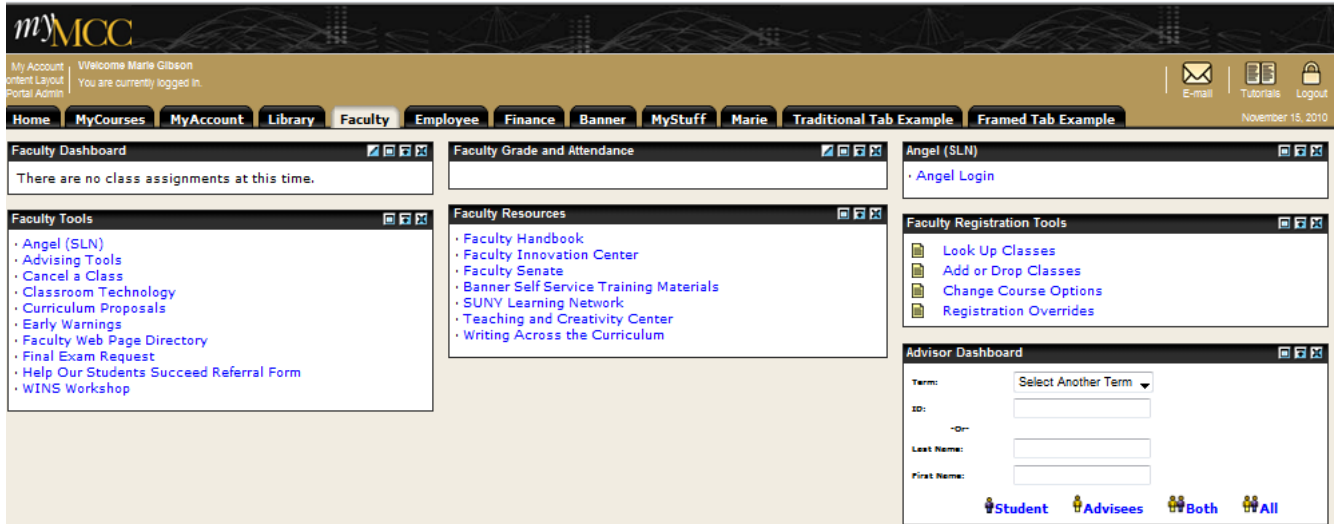 myMCC
My Account
ontent Layout
Portal Admin
Welcome Marie Gibson
You are currently logged in.
E-mail
Tutorials
Logout
Home MyCourses MyAccount Library Faculty Employee Finance Banner MyStuff Marie Traditional Tab Example Framed Tab Example
November 15, 2010
Faculty Dashboard
There are no class assignments at this time.
Faculty Tools
· Angel (SLN)
· Advising Tools
· Cancel a Class
· Classroom Technology
· Curriculum Proposals
· Early Warnings
· Faculty Web Page Directory
· Final Exam Request
· Help Our Students Succeed Referral Form
· WINS Workshop
Faculty Grade and Attendance
Faculty Resources
· Faculty Handbook
· Faculty Innovation Center
· Faculty Senate
· Banner Self Service Training Materials
· SUNY Learning Network
· Teaching and Creativity Center
· Writing Across the Curriculum
Angel (SLN)
· Angel Login
Faculty Registration Tools
Look Up Classes
Add or Drop Classes
Change Course Options
Registration Overrides
Advisor Dashboard
Term: Select Another Term
ID:
-Or-
Last Name:
First Name:
Student Advisees Both All